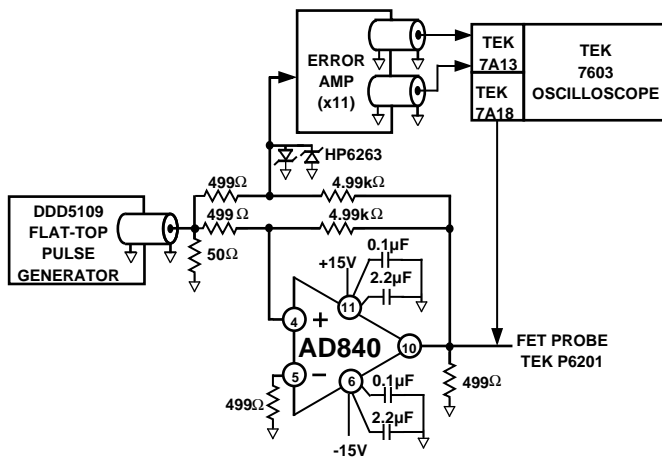 ERROR
AMP
(x11)
TEK
7A13
TEK
7A18
TEK
7603
OSCILLOSCOPE
HP6263
499Ω
4.99kΩ
DDD5109
FLAT-TOP
PULSE
GENERATOR
499Ω
4.99kΩ
50Ω
+15V
0.1µF
2.2µF
11
4
+
AD840
10
5
–
6
499Ω
0.1µF
2.2µF
-15V
499Ω
FET PROBE
TEK P6201